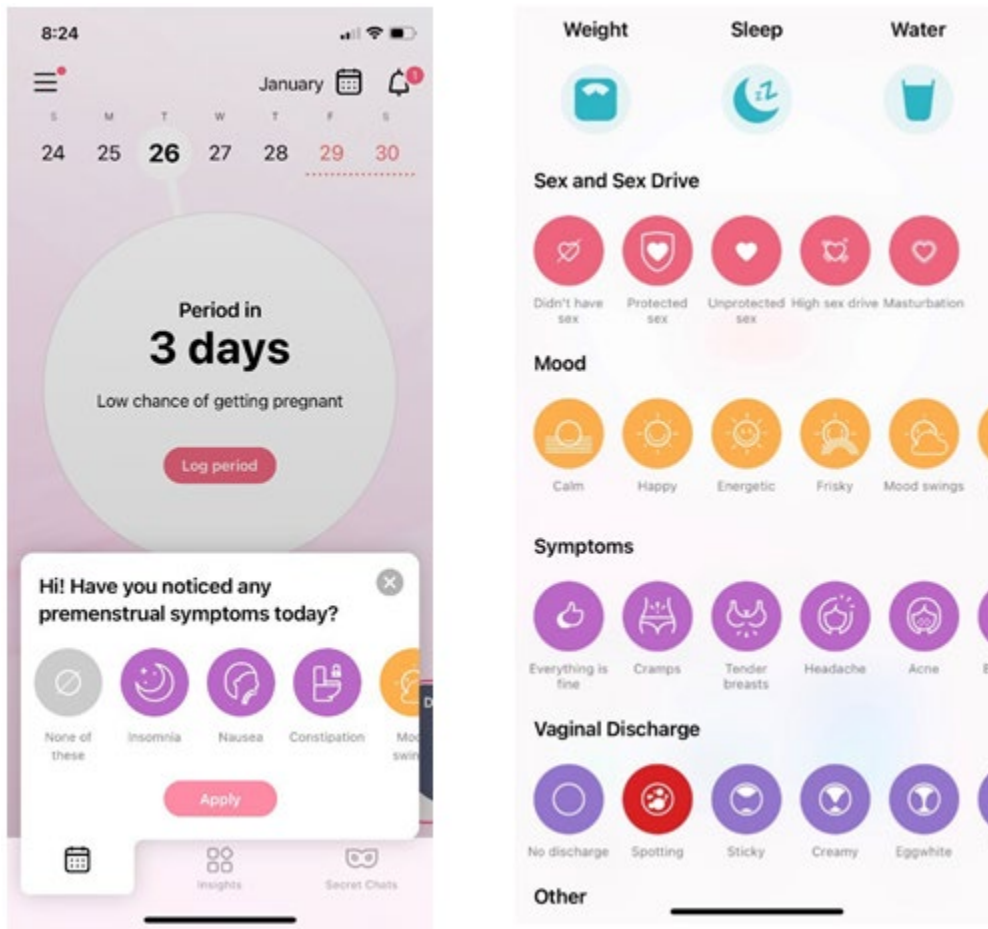 8:24
January
1
S M T W T F S
24 25 26 27 28 29 30
Period in
3 days
Low chance of getting pregnant
Log period
Hi! Have you noticed any
premenstrual symptoms today?
None of
these
Insomnia
Nausea
Constipation
Moo
swin
D
Apply
Insights
Secret Chats
Weight
Sleep
Water
Sex and Sex Drive
Didn't have
sex
Protected
sex
Unprotected
sex
High sex drive
Masturbation
Mood
Calm
Happy
Energetic
Frisky
Mood swings
Symptoms
Everything is
fine
Cramps
Tender
breasts
Headache
Acne
Vaginal Discharge
No discharge
Spotting
Sticky
Creamy
Eggwhite
Other